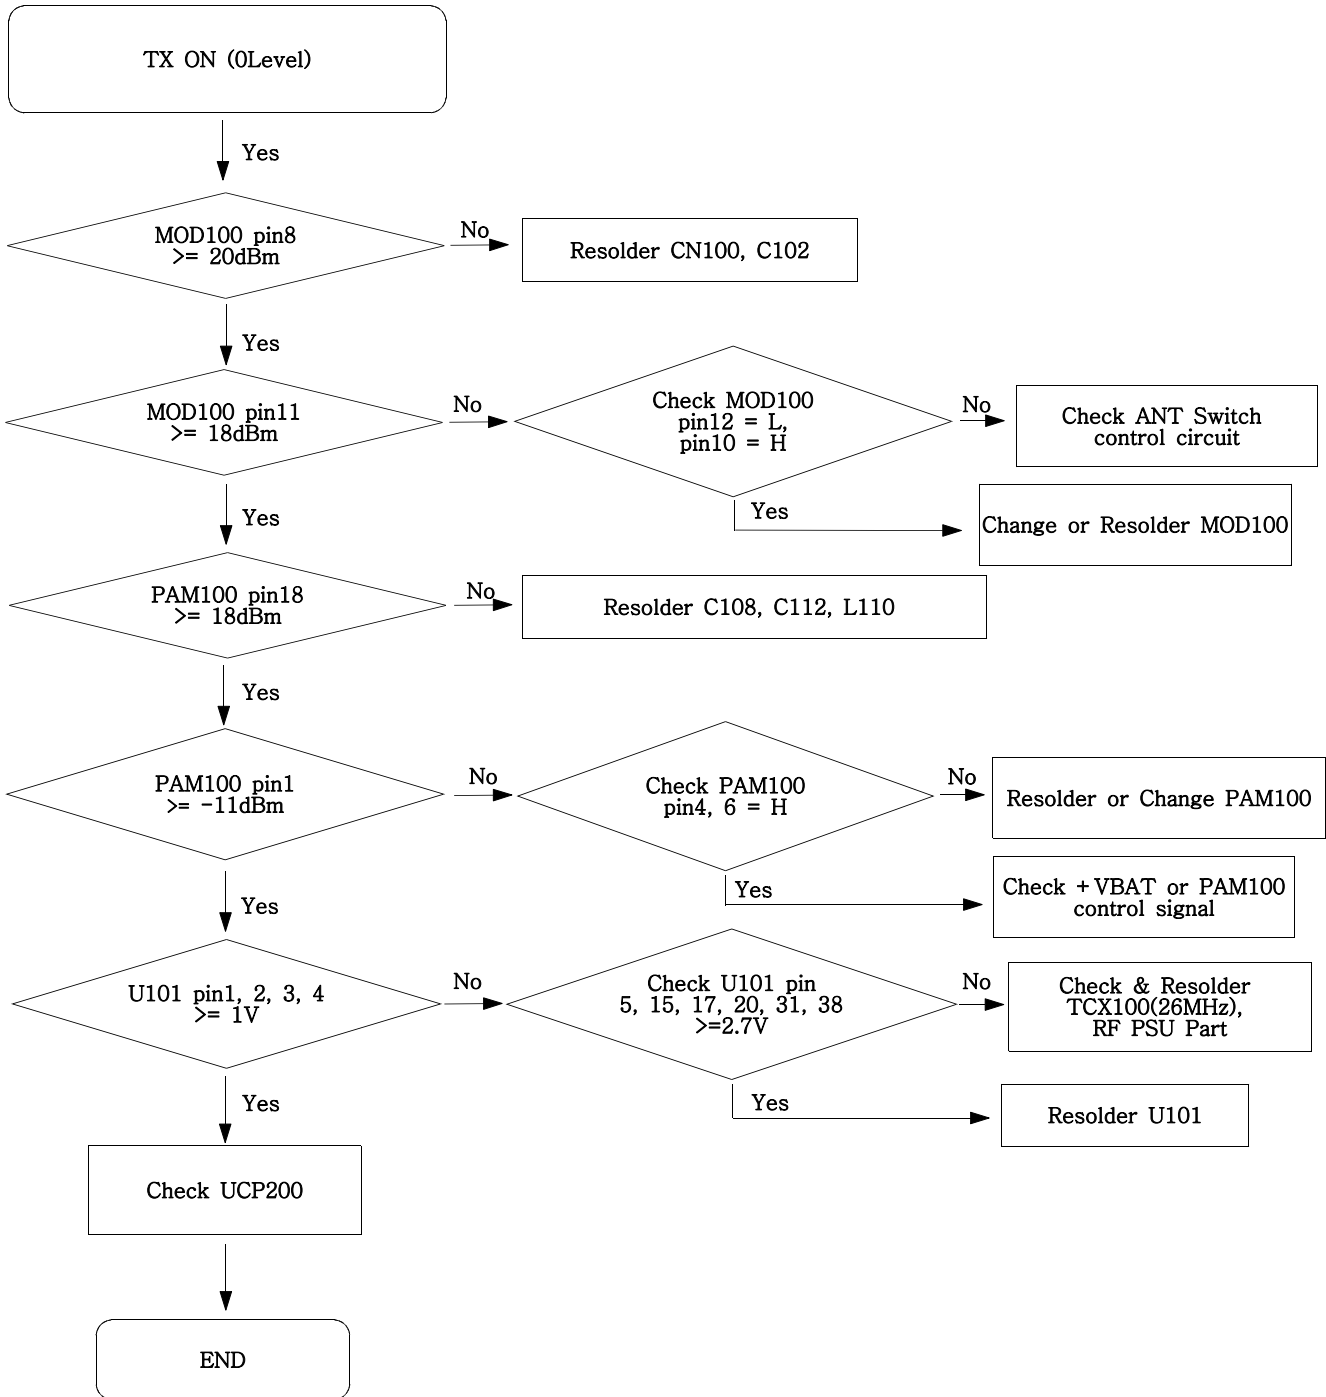 TX ON (0Level)
Yes
MOD100 pin8
>= 20dBm
No
Resolder CN100, C102
Yes
MOD100 pin11
>= 18dBm
No
Check MOD100
pin12 = L,
pin10 = H
No
Check ANT Switch
control circuit
Yes
Change or Resolder MOD100
Yes
PAM100 pin18
>= 18dBm
No
Resolder C108, C112, L110
Yes
PAM100 pin1
>= -11dBm
No
Check PAM100
pin4, 6 = H
No
Resolder or Change PAM100
Yes
Check +VBAT or PAM100
control signal
Yes
U101 pin1, 2, 3, 4
>= 1V
No
Check U101 pin
5, 15, 17, 20, 31, 38
>=2.7V
No
Check & Resolder
TCX100(26MHz),
RF PSU Part
Yes
Resolder U101
Yes
Check UCP200
END